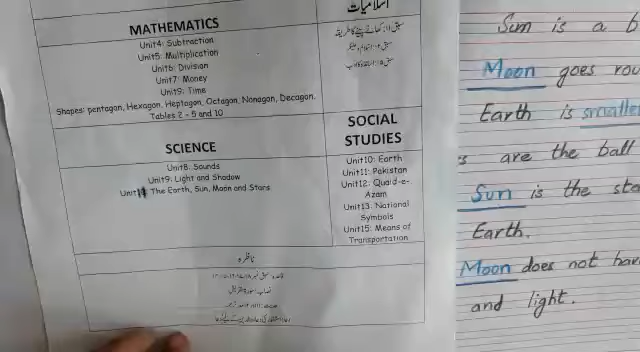 MATHEMATICS
Unit4: Subtraction
Unit5: Multiplication
Unit6: Division
Unit7: Money
Unit9: Time
Shapes: pentagon, Hexagon, Heptagon, Octagon, Nonagon, Decagon.
Tables 2 - 5 and 10
اسلامیات
SCIENCE
Unit8: Sounds
Unit9: Light and Shadow
Unit11 The Earth, Sun, Moon and Stars
SOCIAL
STUDIES
Unit10: Earth
Unit11: Pakistan
Unit12: Quaid-e-
Azam
Unit13: National
Symbols
Unit15: Means of
Transportation
ناظرہ
Sun is a b
Moon goes rou
Earth is smalle
s are the ball
Sun is the sta
Earth.
Moon does not hav
and light.